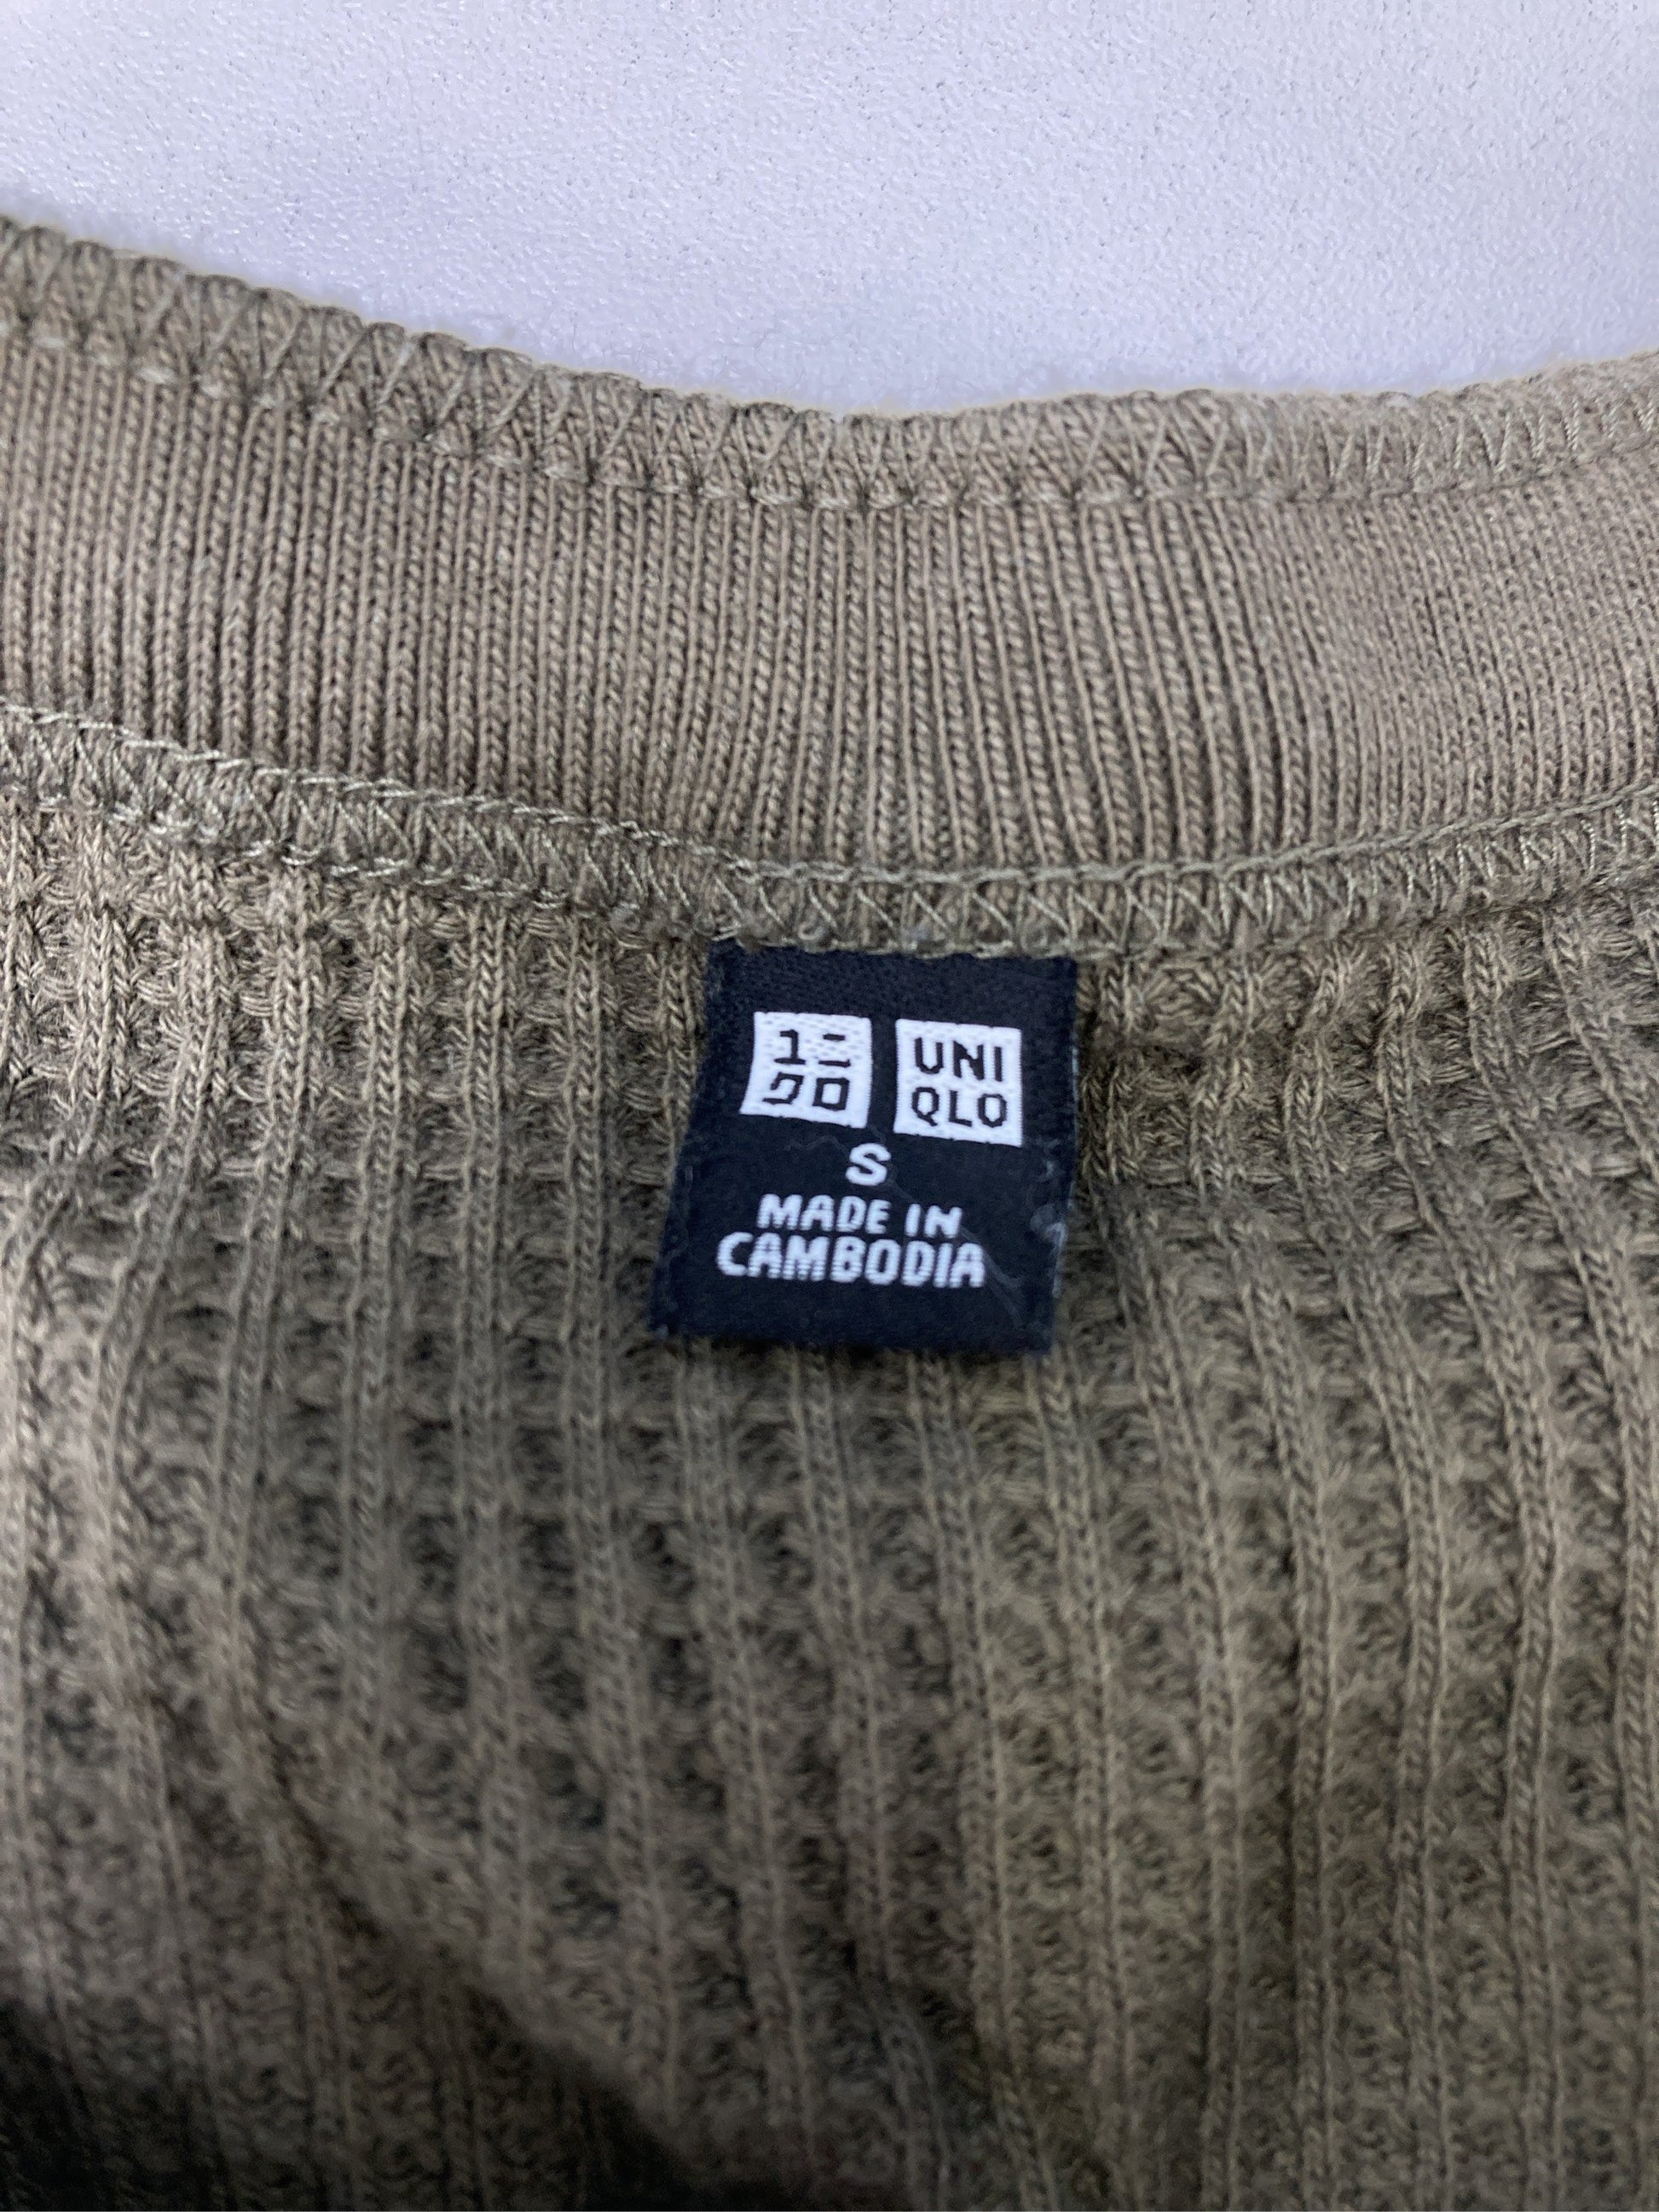 ユニ UNI
クロ QLO
S
MADE IN
CAMBODIA